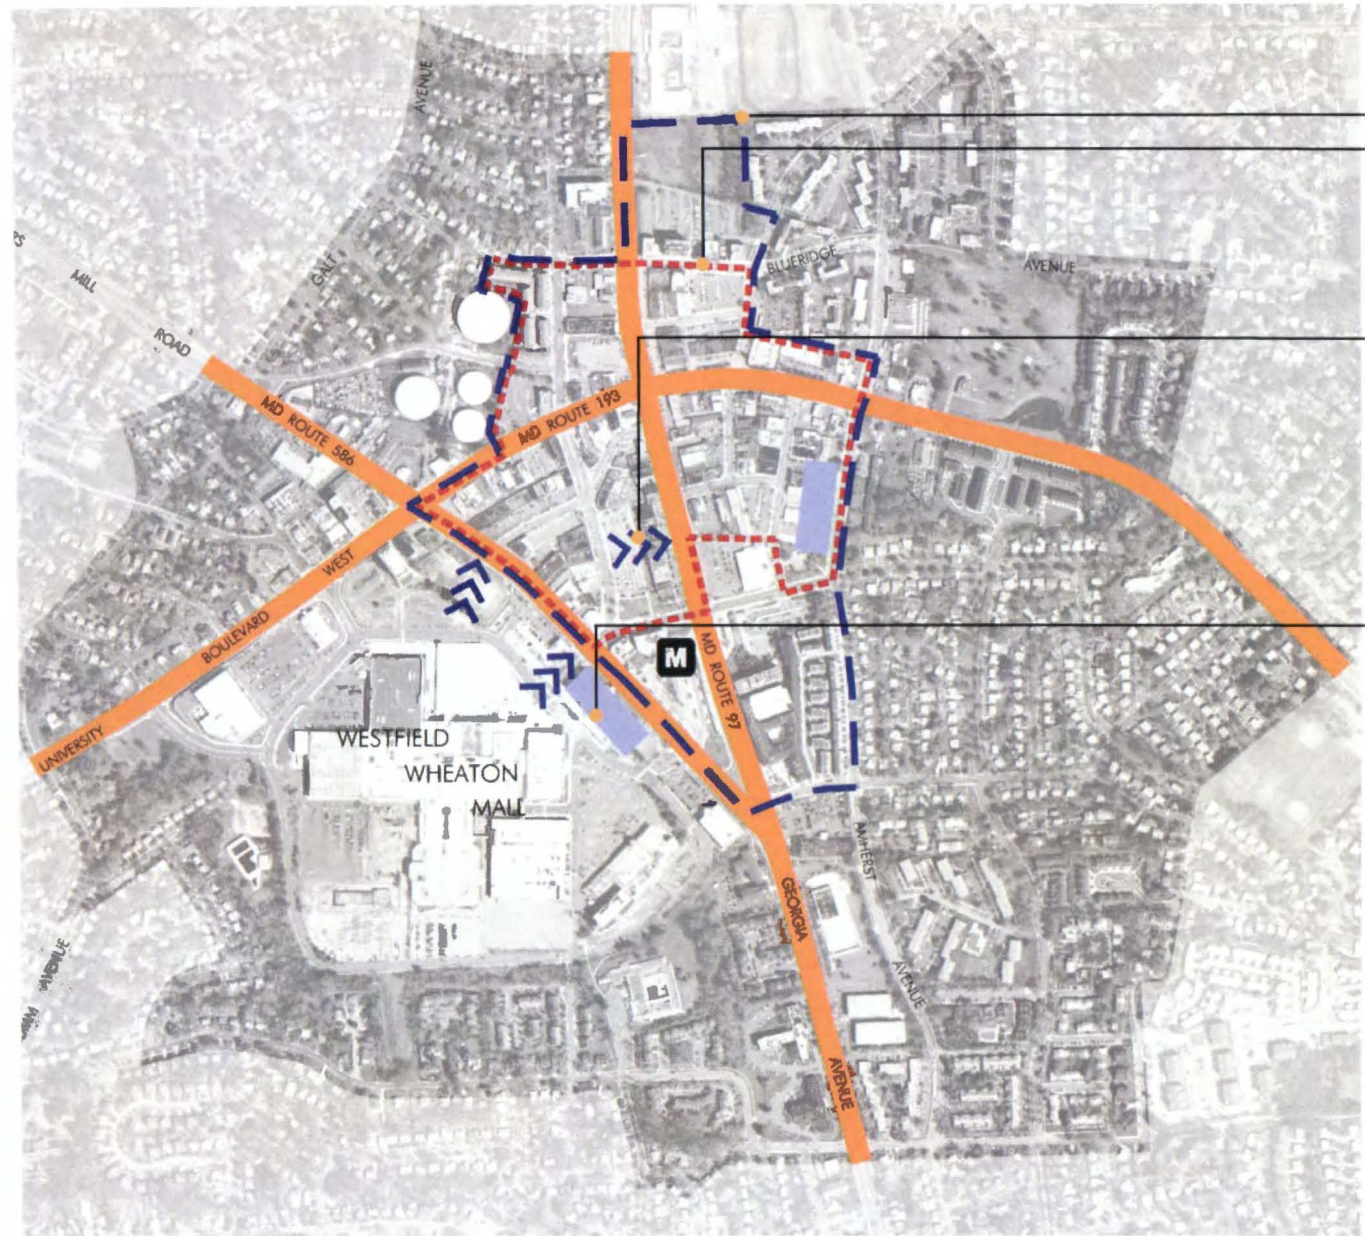 AVENUE
MILL
ROAD
GALT
BLUERIDGE
AVENUE
MD ROUTE 586
MD ROUTE 193
WEST
BOULEVARD
UNIVERSITY
M
MD ROUTE 97
WESTFIELD
WHEATON
MALL
AMHERST
GEORGIA
AVENUE
AVENUE
AVENUE